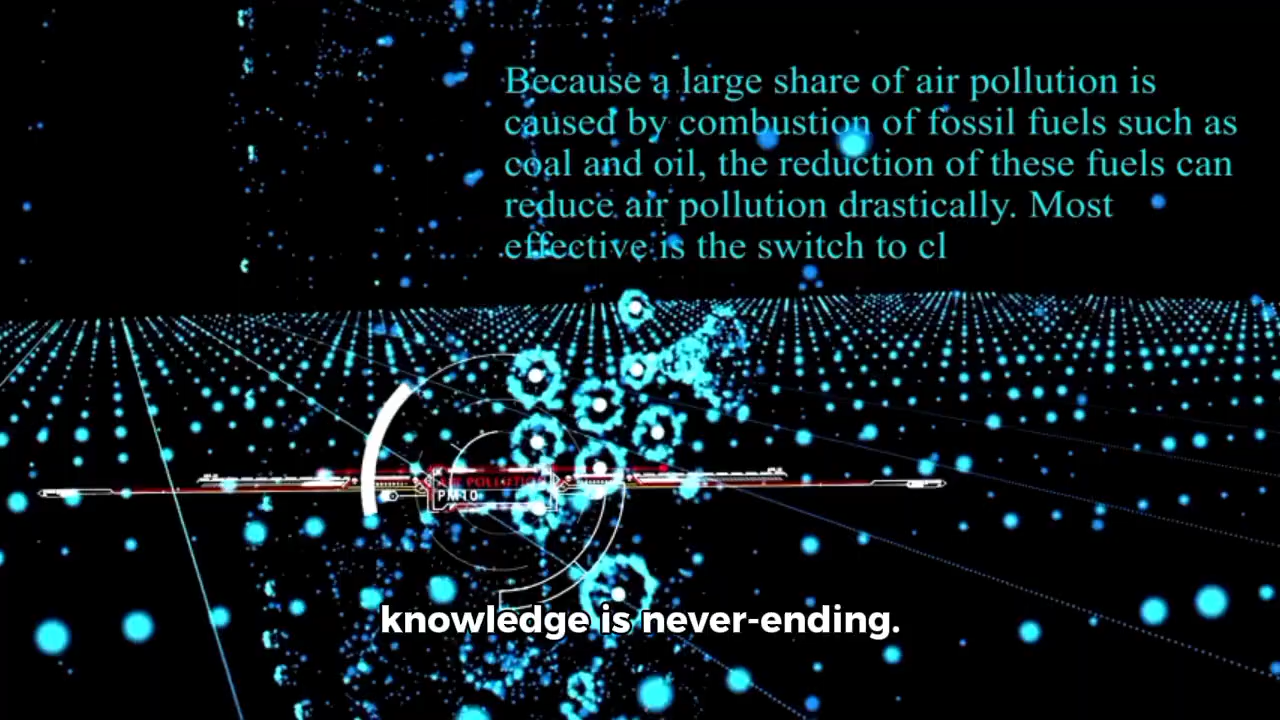 Because a large share of air pollution is
caused by combustion of fossil fuels such as
coal and oil, the reduction of these fuels can
reduce air pollution drastically. Most
effective is the switch to cl
AIR POLLUTION
PM10
knowledge is never-ending.